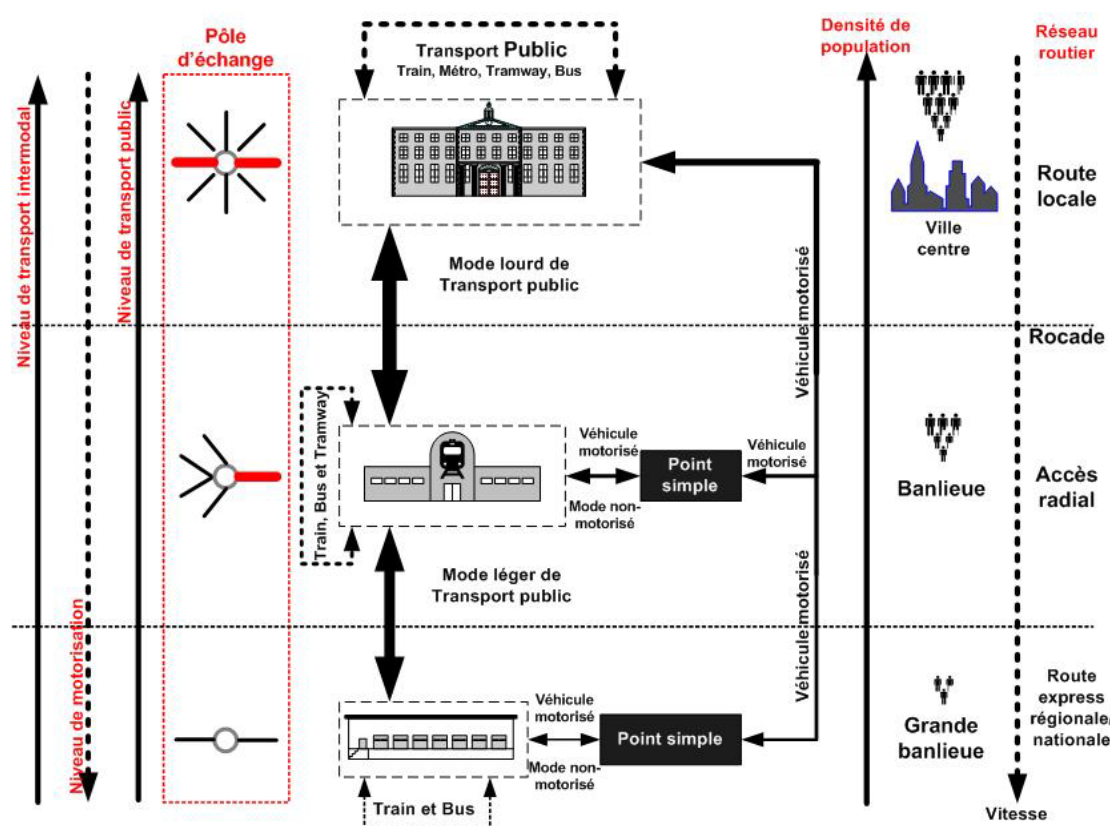 Pôle
d'échange
Transport Public
Train, Métro, Tramway, Bus
Densité de
population
Réseau
routier
Niveau de transport intermodal
Niveau de motorisation
Niveau de transport public
Route
locale
Ville
centre
Mode lourd de
Transport public
Véhicule motorisé
Rocade
Train, Bus et Tramway
Véhicule
motorisé
Mode non-
motorisé
Point
simple
Véhicule
motorisé
Banlieue
Accès
radial
Mode léger de
Transport public
Véhicule motorisé
Véhicule
motorisé
Mode non-
motorisé
Point simple
Grande
banlieue
Route
express
régionale/
nationale
Train et Bus
Vitesse